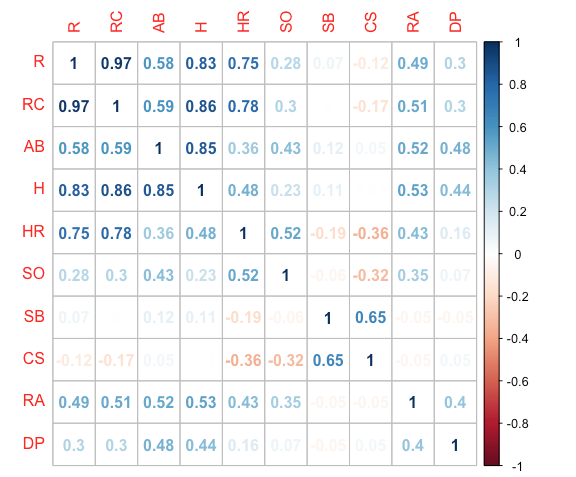 R RC AB H HR SO SB CS RA DP
R 1 0.97 0.58 0.83 0.75 0.28 0.07 -0.12 0.49 0.3 1
RC 0.97 1 0.59 0.86 0.78 0.3 -0.17 0.51 0.3 0.8
AB 0.58 0.59 1 0.85 0.36 0.43 0.12 0.05 0.52 0.48 0.6
H 0.83 0.86 0.85 1 0.48 0.23 0.11 0.53 0.44 0.4
0.2
HR 0.75 0.78 0.36 0.48 1 0.52 -0.19 -0.36 0.43 0.16 0
SO 0.28 0.3 0.43 0.23 0.52 1 -0.06 -0.32 0.35 0.07 -0.2
SB 0.07 0.12 0.11 -0.19 -0.06 1 0.65 -0.05 -0.05 -0.4
CS -0.12 -0.17 0.05 -0.36 -0.32 0.65 1 -0.05 0.05 -0.6
RA 0.49 0.51 0.52 0.53 0.43 0.35 -0.05 -0.05 1 0.4 -0.8
DP 0.3 0.3 0.48 0.44 0.16 0.07 -0.05 0.05 0.4 1 -1